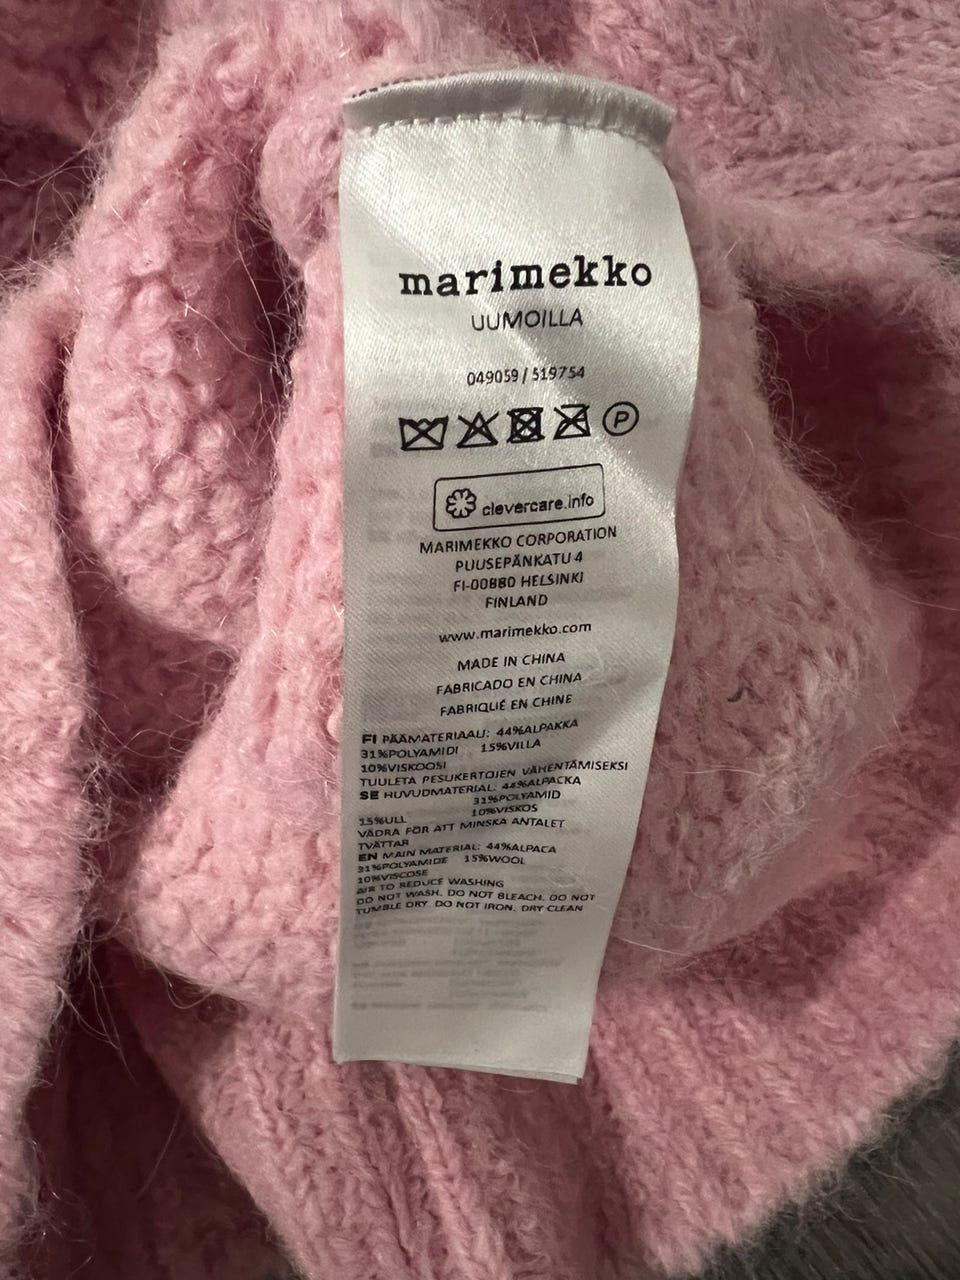 marimekko
UUMOILLA
049059 / 519754
P
clevercare.info
MARIMEKKO CORPORATION
PUUSEPÄNKATU 4
FI-00880 HELSINKI
FINLAND
www.marimekko.com
MADE IN CHINA
FABRICADO EN CHINA
FABRIQUÉ EN CHINE
FI PÄÄMATERIAALI: 44%ALPAKKA
31%POLYAMIDI 15%VILLA
10%VISKOOSI
TUULETA PESUKERTOJEN VÄHENTÄMISEKSI
SE HUVUDMATERIAL: 44%ALPACKA
31%POLYAMID
15%ULL 10%VISKOS
VÄDRA FÖR ATT MINSKA ANTALET
TVÄTTAR
EN MAIN MATERIAL: 44%ALPACA
31%POLYAMIDE 15%WOOL
10%VISCOSE
AIR TO REDUCE WASHING
DO NOT WASH. DO NOT BLEACH. DO NOT
TUMBLE DRY. DO NOT IRON. DRY CLEAN